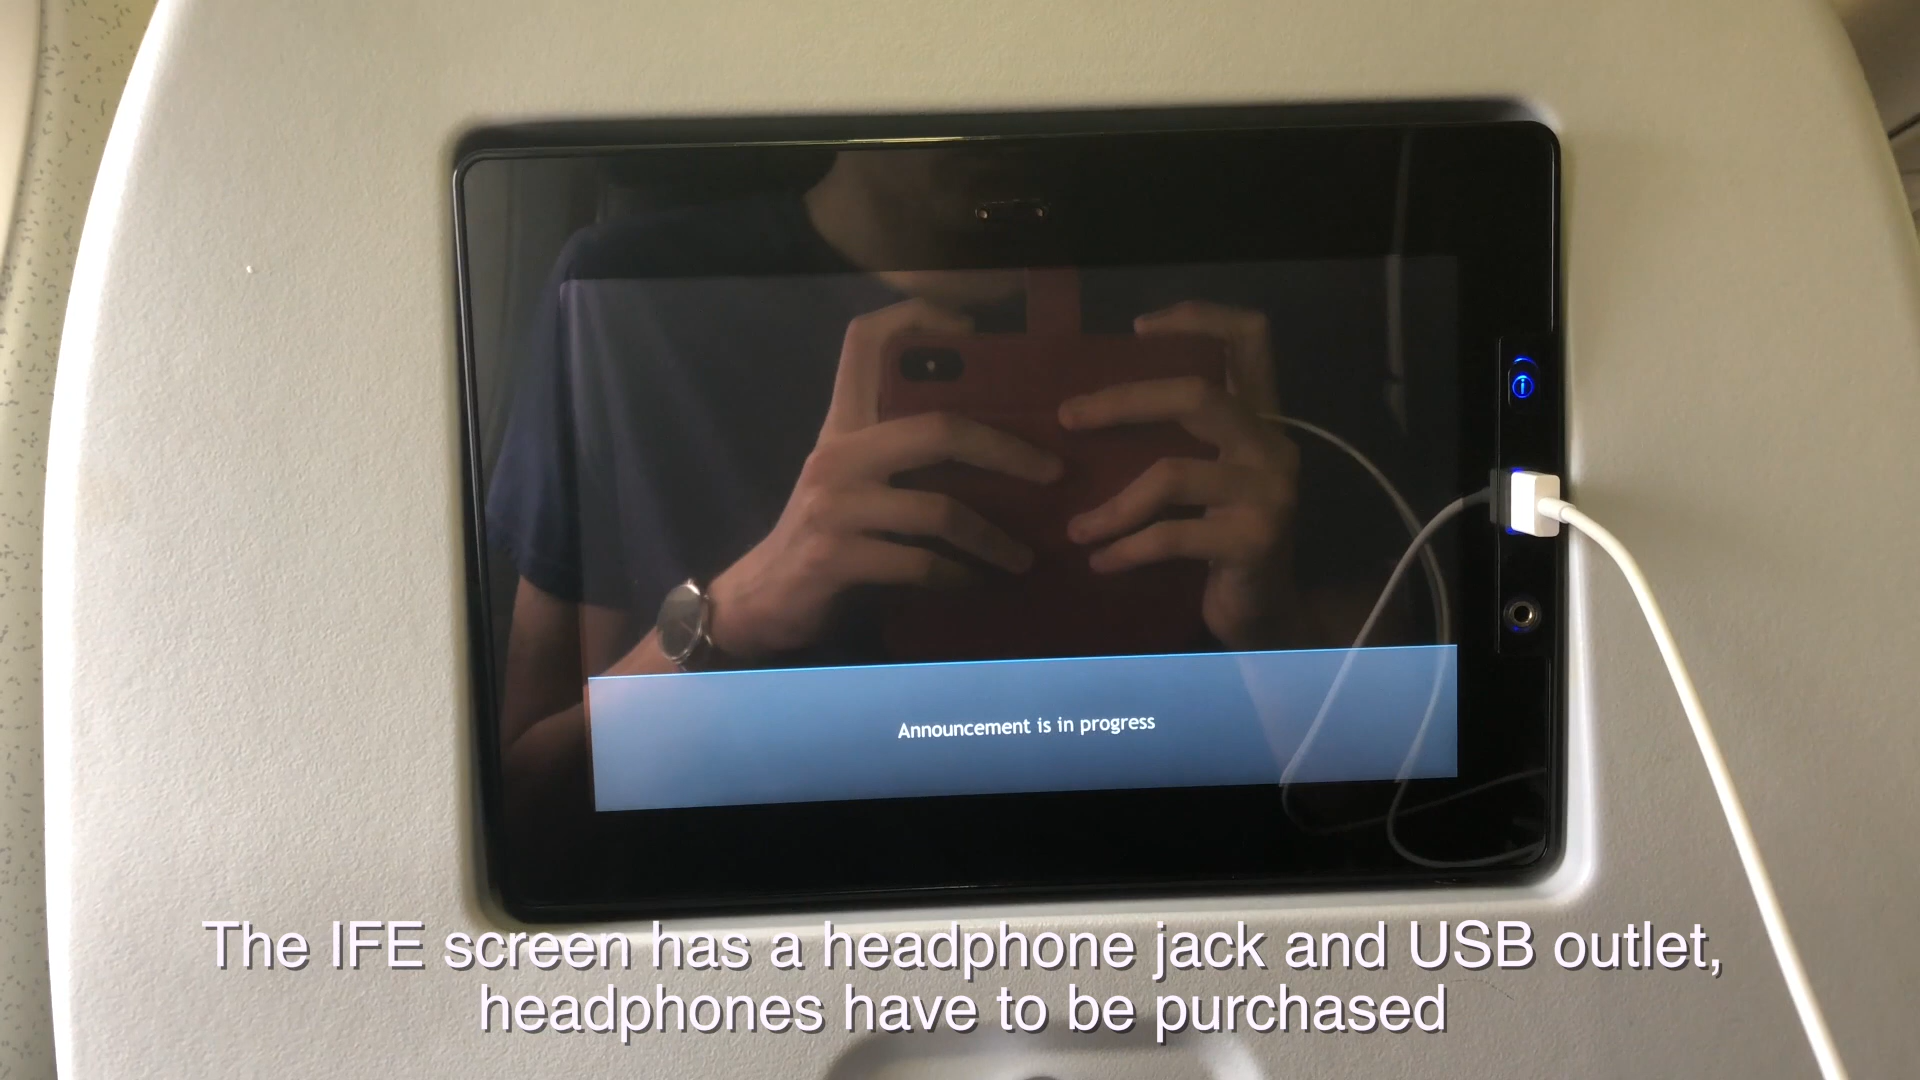 Announcement is in progress
The IFE screen has a headphone jack and USB outlet,
headphones have to be purchased